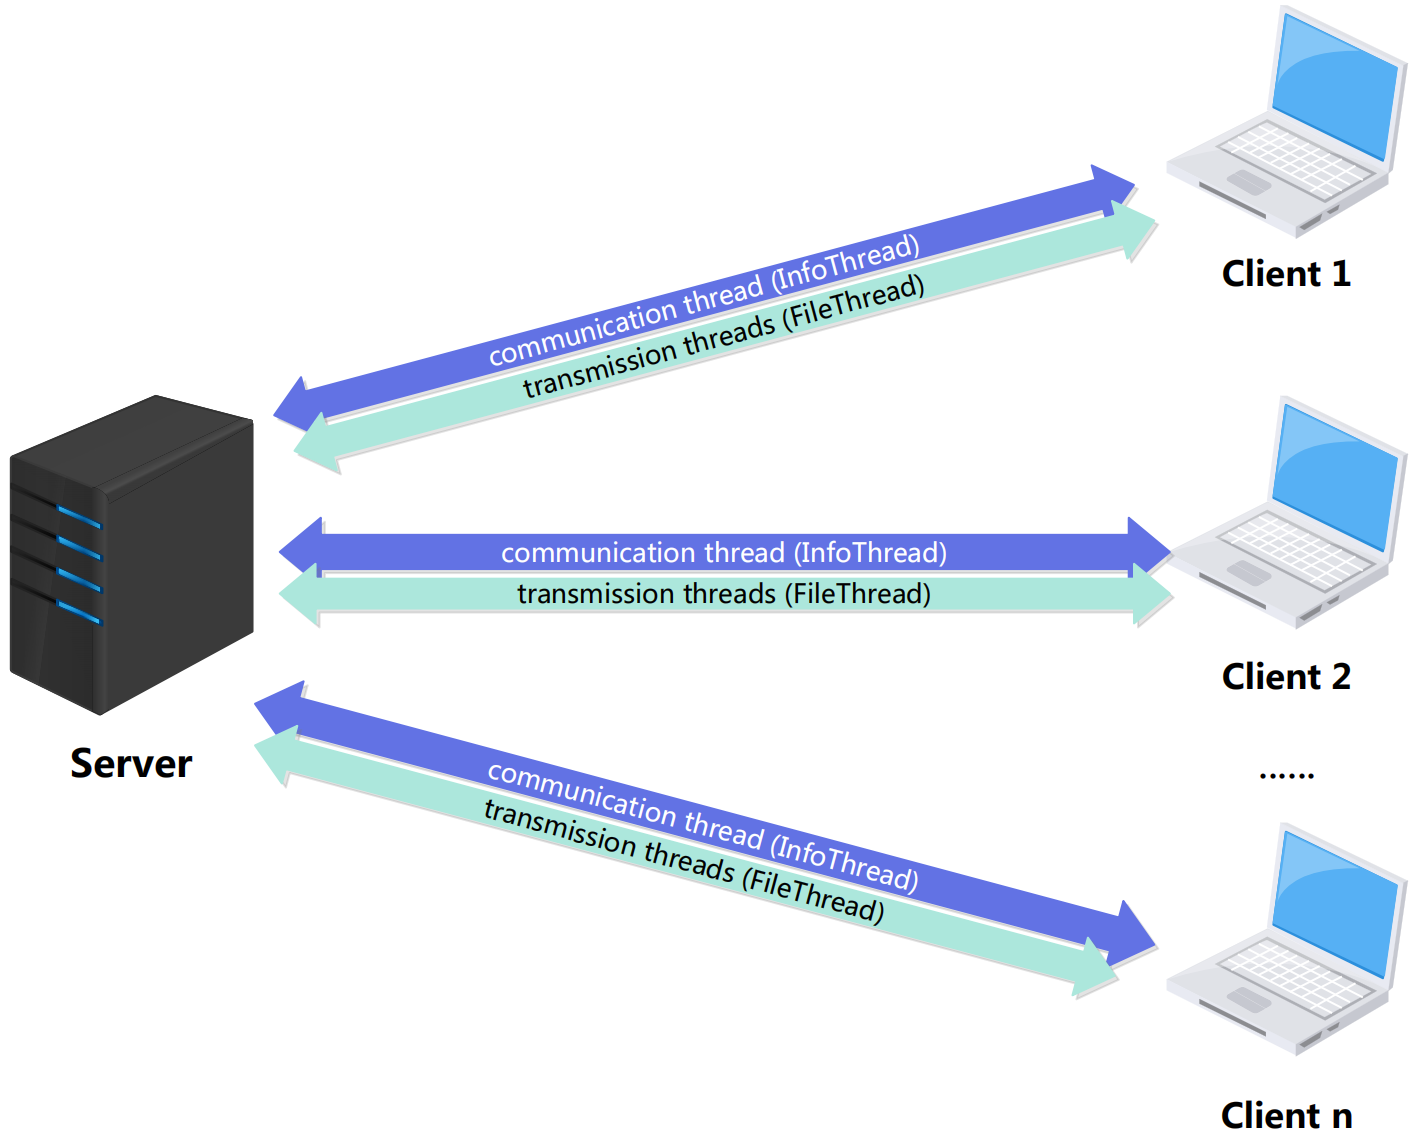 communication thread (InfoThread)
transmission threads (FileThread)
Client 1
communication thread (InfoThread)
transmission threads (FileThread)
Client 2
Server
......
communication thread (InfoThread)
transmission threads (FileThread)
Client n